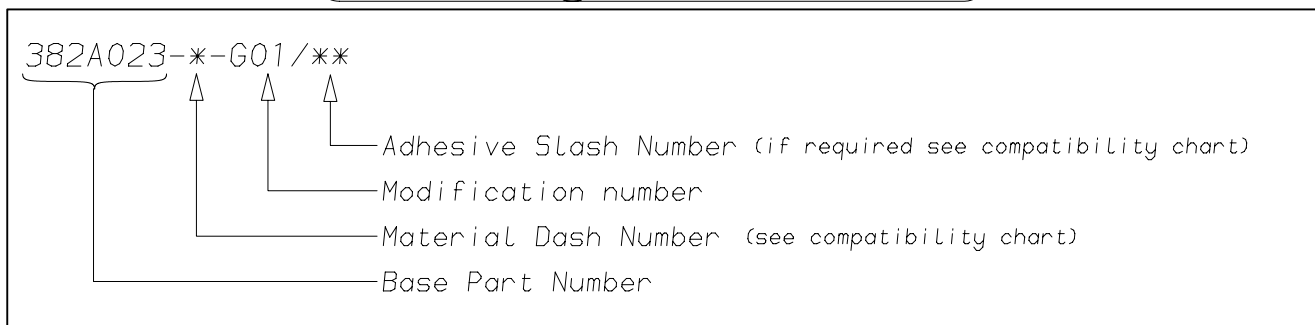 382A023-*-G01/**
Adhesive Slash Number (if required see compatibility chart)
Modification number
Material Dash Number (see compatibility chart)
Base Part Number